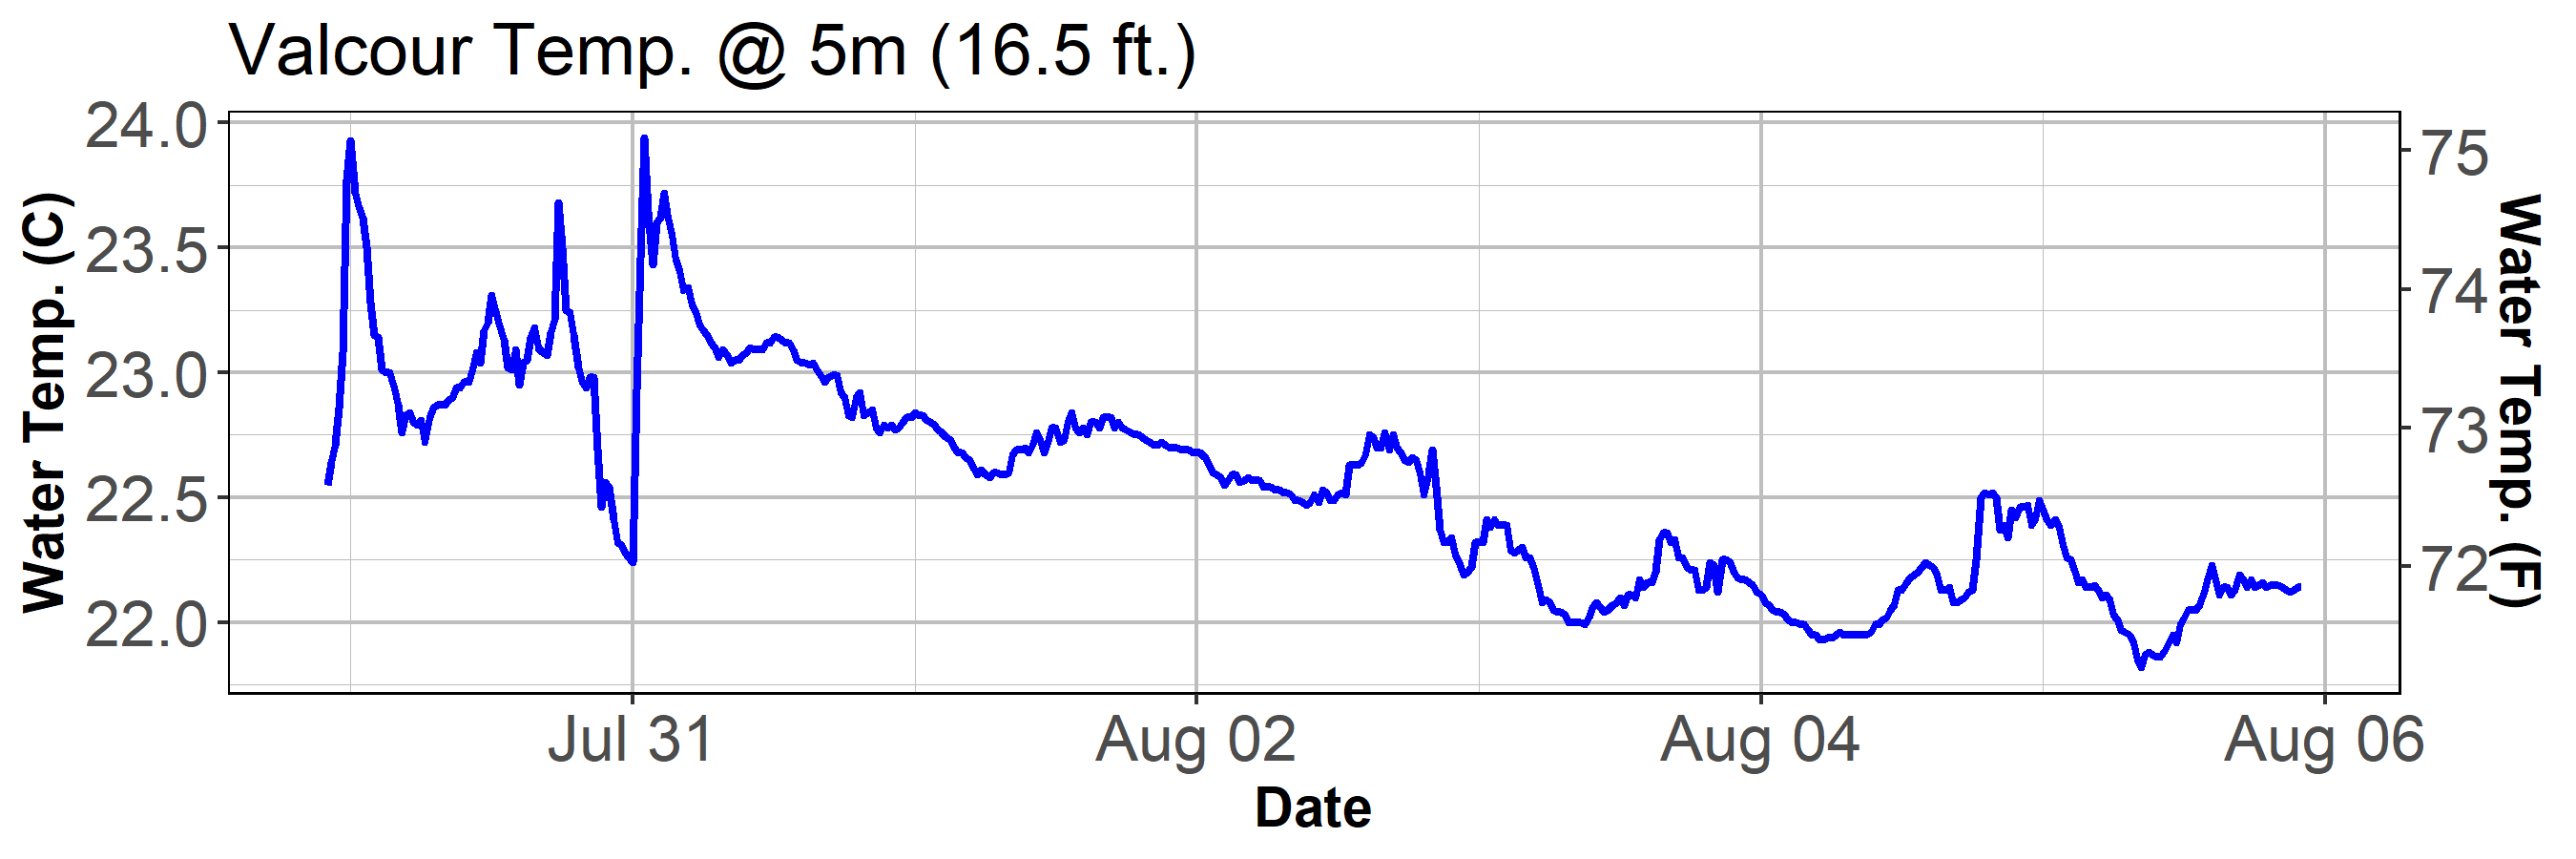 Valcour Temp. @ 5m (16.5 ft.)
24.0
23.5
23.0
22.5
22.0
Water Temp. (C)
75
74
73
72
Water Temp. (F)
Jul 31
Aug 02
Aug 04
Aug 06
Date